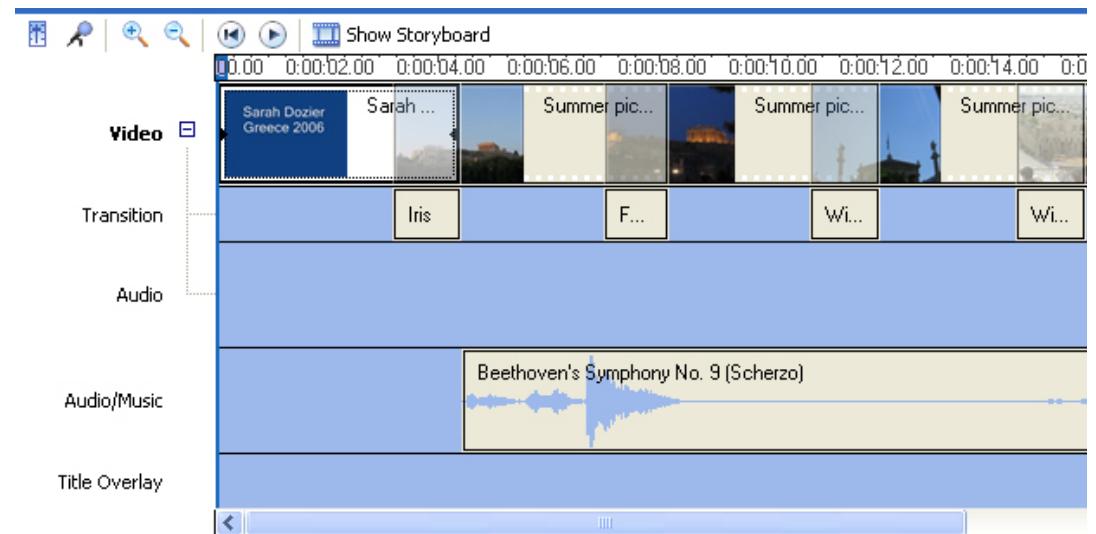 Show Storyboard
00.00 0:00:02.00 0:00:04.00 0:00:06.00 0:00:08.00 0:00:10.00 0:00:12.00 0:00:14.00 0:0
Video
Sarah Dozier
Greece 2006
Sarah ...
Summer pic...
Summer pic...
Summer pic...
Transition
Iris
F...
Wi...
Wi...
Audio
Audio/Music
Beethoven's Symphony No. 9 (Scherzo)
Title Overlay